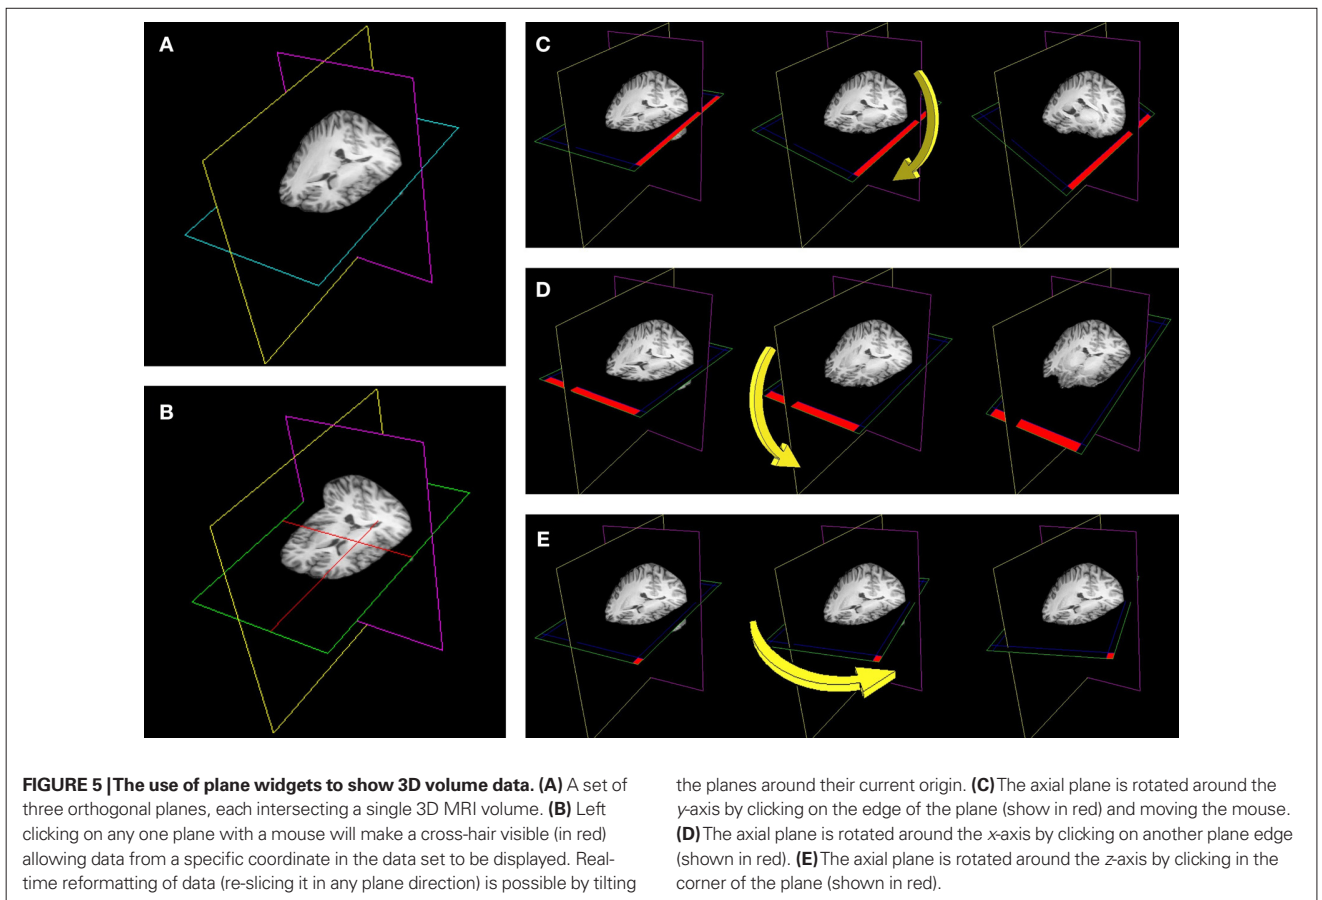 A
B
C
D
E
FIGURE 5 | The use of plane widgets to show 3D volume data. (A) A set of
three orthogonal planes, each intersecting a single 3D MRI volume. (B) Left
clicking on any one plane with a mouse will make a cross-hair visible (in red)
allowing data from a specific coordinate in the data set to be displayed. Real-
time reformatting of data (re-slicing it in any plane direction) is possible by tilting
the planes around their current origin. (C) The axial plane is rotated around the
y-axis by clicking on the edge of the plane (show in red) and moving the mouse.
(D) The axial plane is rotated around the x-axis by clicking on another plane edge
(shown in red). (E) The axial plane is rotated around the z-axis by clicking in the
corner of the plane (shown in red).